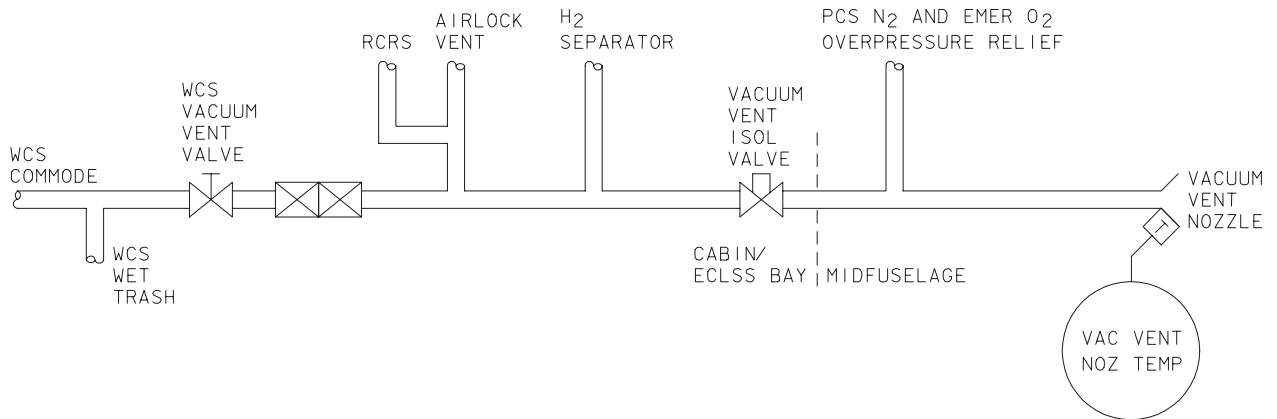 RCRS
AIRLOCK
VENT
H2
SEPARATOR
PCS N2 AND EMER O2
OVERPRESSURE RELIEF
WCS
VACUUM
VENT
VALVE
VACUUM
VENT
ISOL
VALVE
WCS
COMMODE
VACUUM
VENT
NOZZLE
WCS
WET
TRASH
CABIN/
ECLSS BAY
MIDFUSELAGE
T
VAC VENT
NOZ TEMP